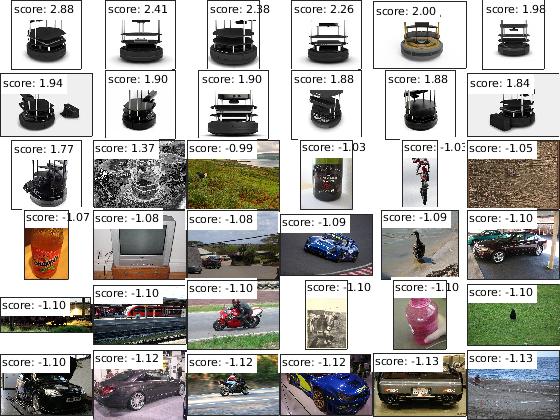 score: 2.88
score: 2.41
score: 2.38
score: 2.26
score: 2.00
score: 1.98
score: 1.94
score: 1.90
score: 1.90
score: 1.88
score: 1.88
score: 1.84
score: 1.77
score: 1.37
score: -0.99
score: -1.03
score: -1.03
score: -1.05
score: -1.07
score: -1.08
score: -1.08
score: -1.09
score: -1.09
score: -1.10
score: -1.10
score: -1.10
score: -1.10
score: -1.10
score: -1.10
score: -1.10
score: -1.10
score: -1.12
score: -1.12
score: -1.12
score: -1.13
score: -1.13